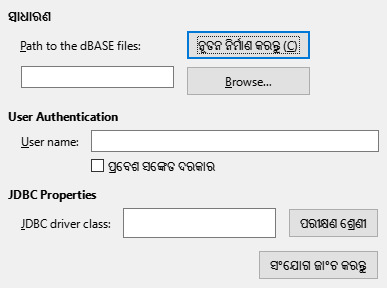 ସାଧାରଣ
Path to the dBASE files:
ନୂତନ ନିର୍ମାଣ କରନ୍ତୁ (C)
Browse...
User Authentication
User name:
ପ୍ରବେଶ ସଙ୍କେତ ଦରକାର
JDBC Properties
JDBC driver class:
ପରୀକ୍ଷଣ ଶ୍ରେଣୀ
ସଂଯୋଗ ଜାଂଚ କରନ୍ତୁ